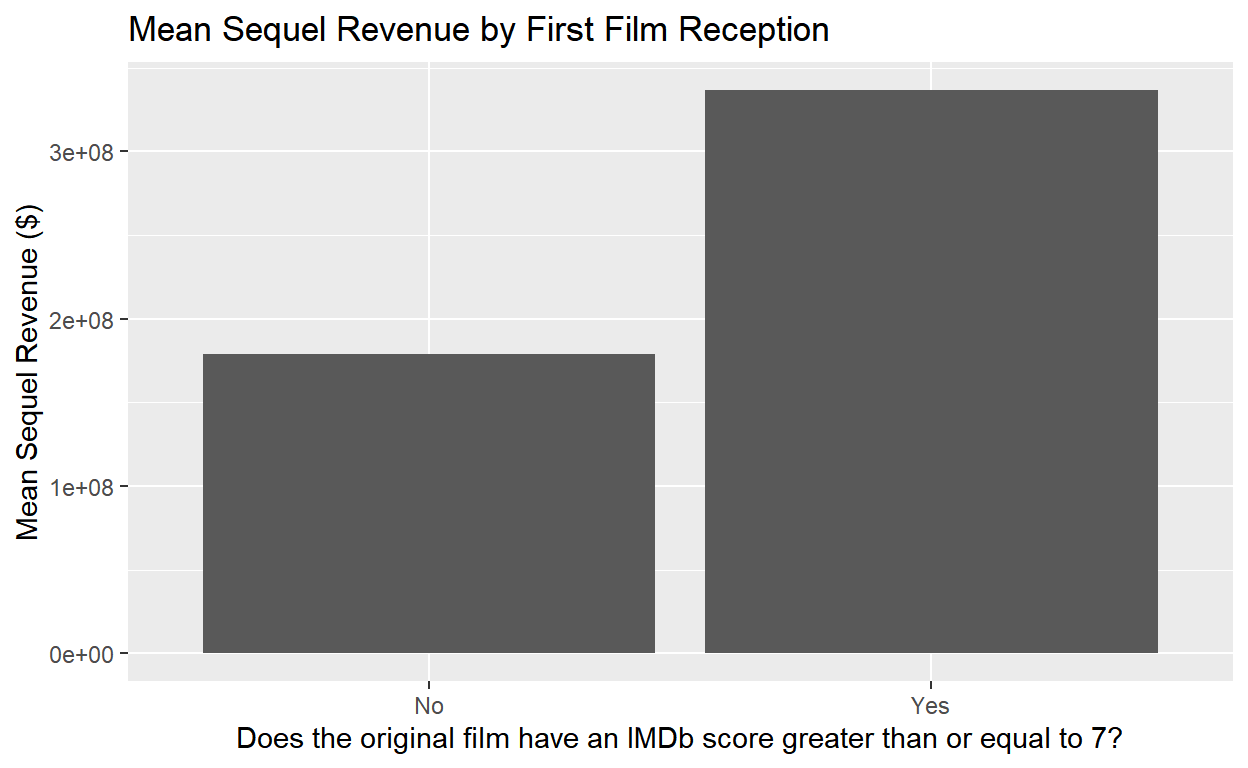 Mean Sequel Revenue by First Film Reception
Mean Sequel Revenue ($)
3e+08
2e+08
1e+08
0e+00
No
Yes
Does the original film have an IMDb score greater than or equal to 7?